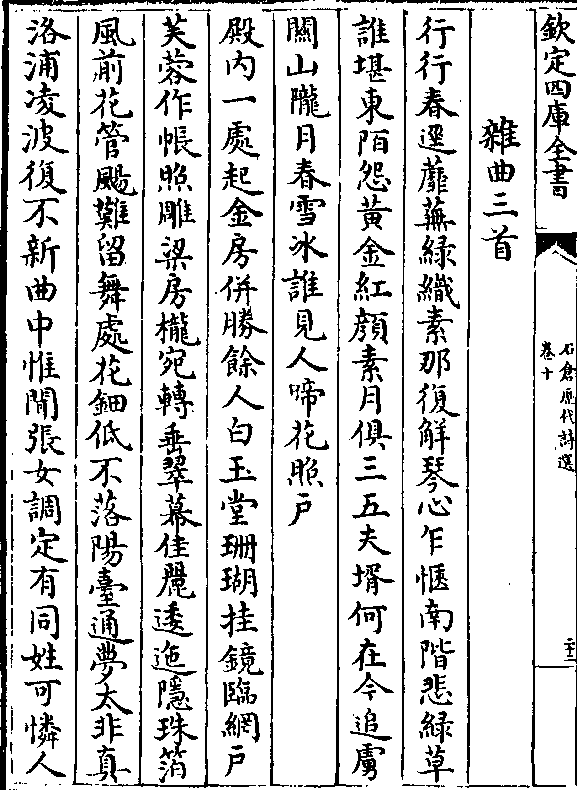 欽定四庫全書
石倉歷代詩選
卷十
二十二
雜曲三首
行行春逕蘼蕪緑織素那復解琴心乍愜南階悲緑草
誰堪東陌怨黃金紅顔素月俱三五夫壻何在今追虜
關山隴月春雪冰誰見人啼花照戸
殿内一處起金房併勝餘人白玉堂珊瑚挂鏡臨網戸
芙蓉作帳照雕梁房櫳宛轉垂翠幕佳麗逶迤隱珠箔
風前花管颺難留舞處花鈿低不落陽臺通夢太非真
洛浦凌波復不新曲中惟聞張女調定有同姓可憐人